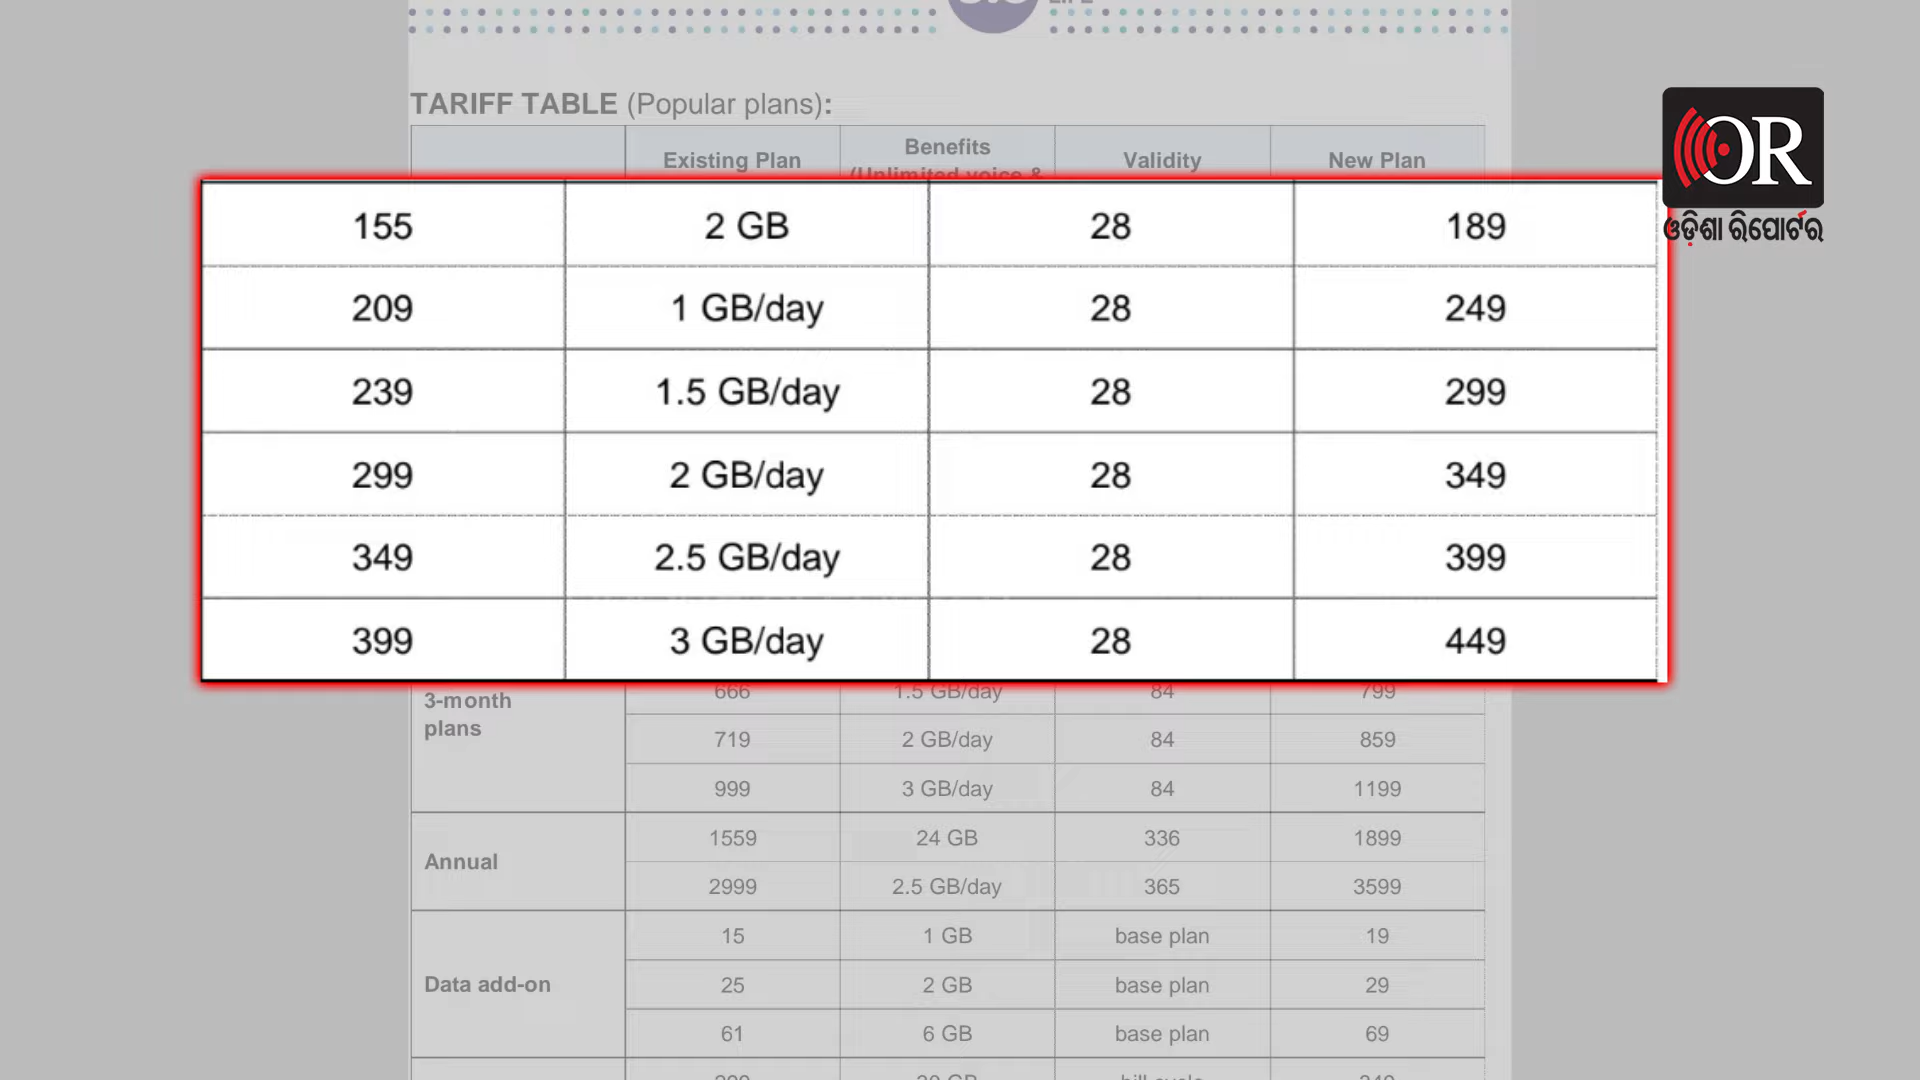 TARIFF TABLE (Popular plans):
Existing Plan Benefits Validity New Plan
(Unlimited voice &
OR
ଓଡ଼ିଶା ରିପୋର୍ଟର
155 2 GB 28 189
209 1 GB/day 28 249
239 1.5 GB/day 28 299
299 2 GB/day 28 349
349 2.5 GB/day 28 399
399 3 GB/day 28 449
3-month plans
666 1.5 GB/day 84 799
719 2 GB/day 84 859
999 3 GB/day 84 1199
Annual
1559 24 GB 336 1899
2999 2.5 GB/day 365 3599
Data add-on
15 1 GB base plan 19
25 2 GB base plan 29
61 6 GB base plan 69